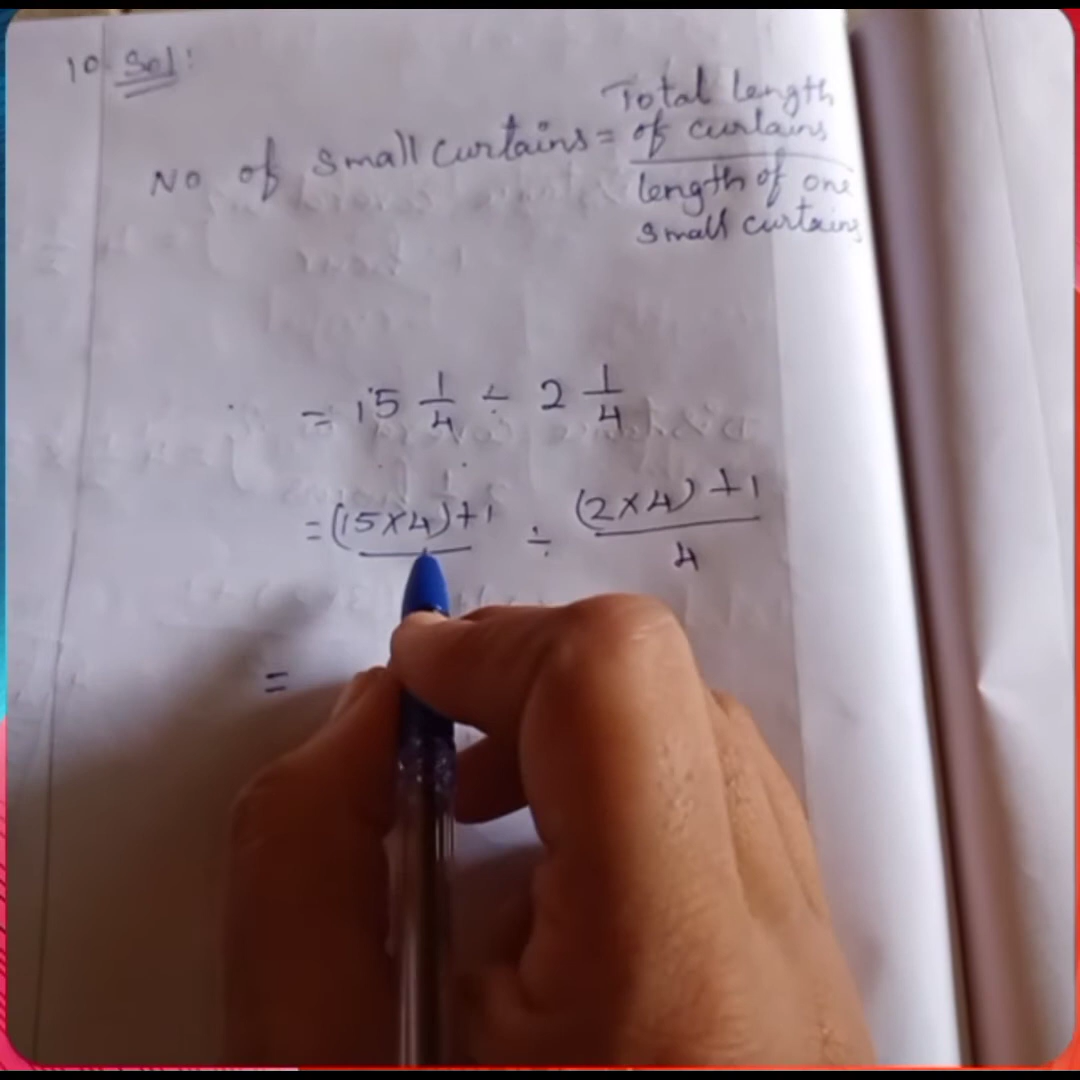 10 Sol:
No of small curtains = Total length of curtains / length of one small curtains
= 15 1/4 ÷ 2 1/4
= (15×4)+1 / ÷ (2×4)+1 / 4
=